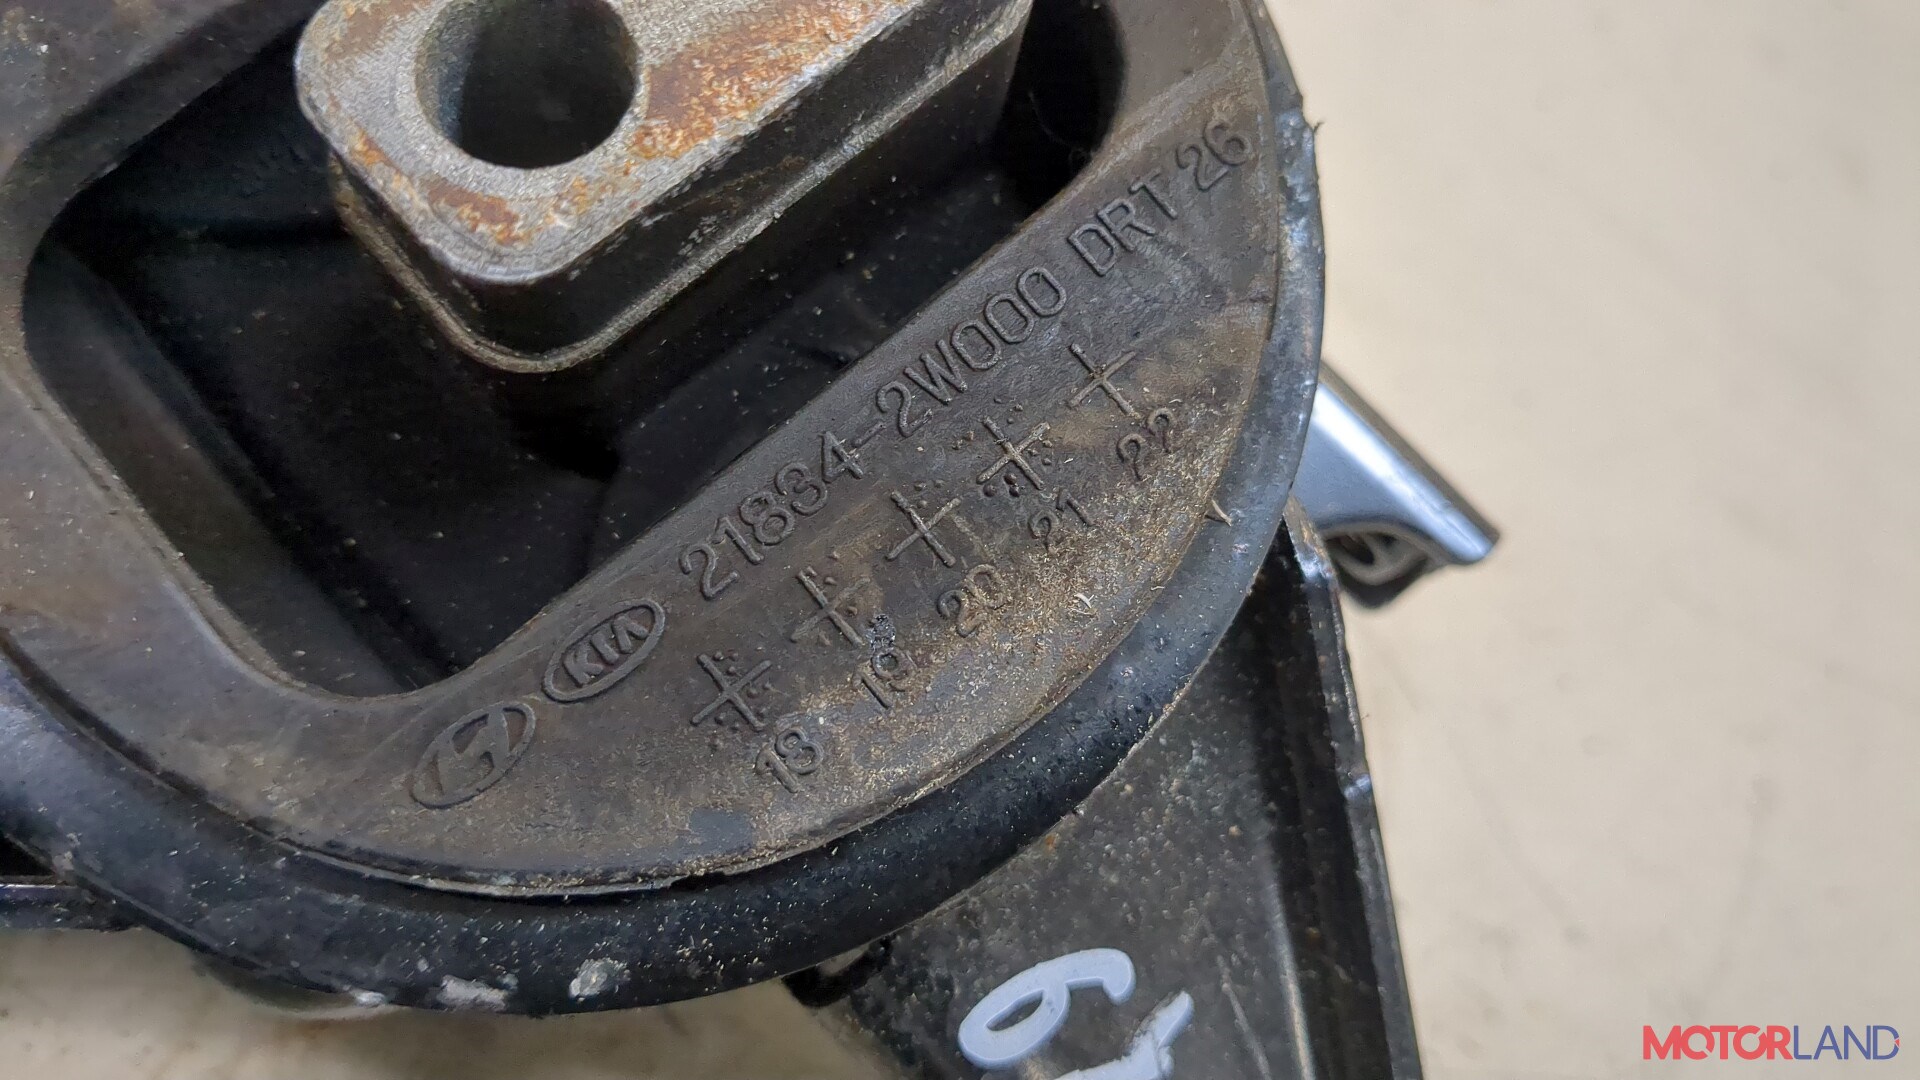 KIA 21834-2W000 DRT 26
18 19 20 21 22
MOTORLAND